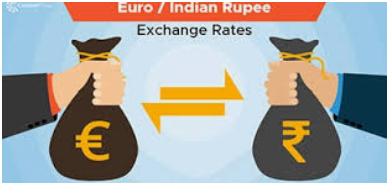 Euro / Indian Rupee
Exchange Rates
€ ₹